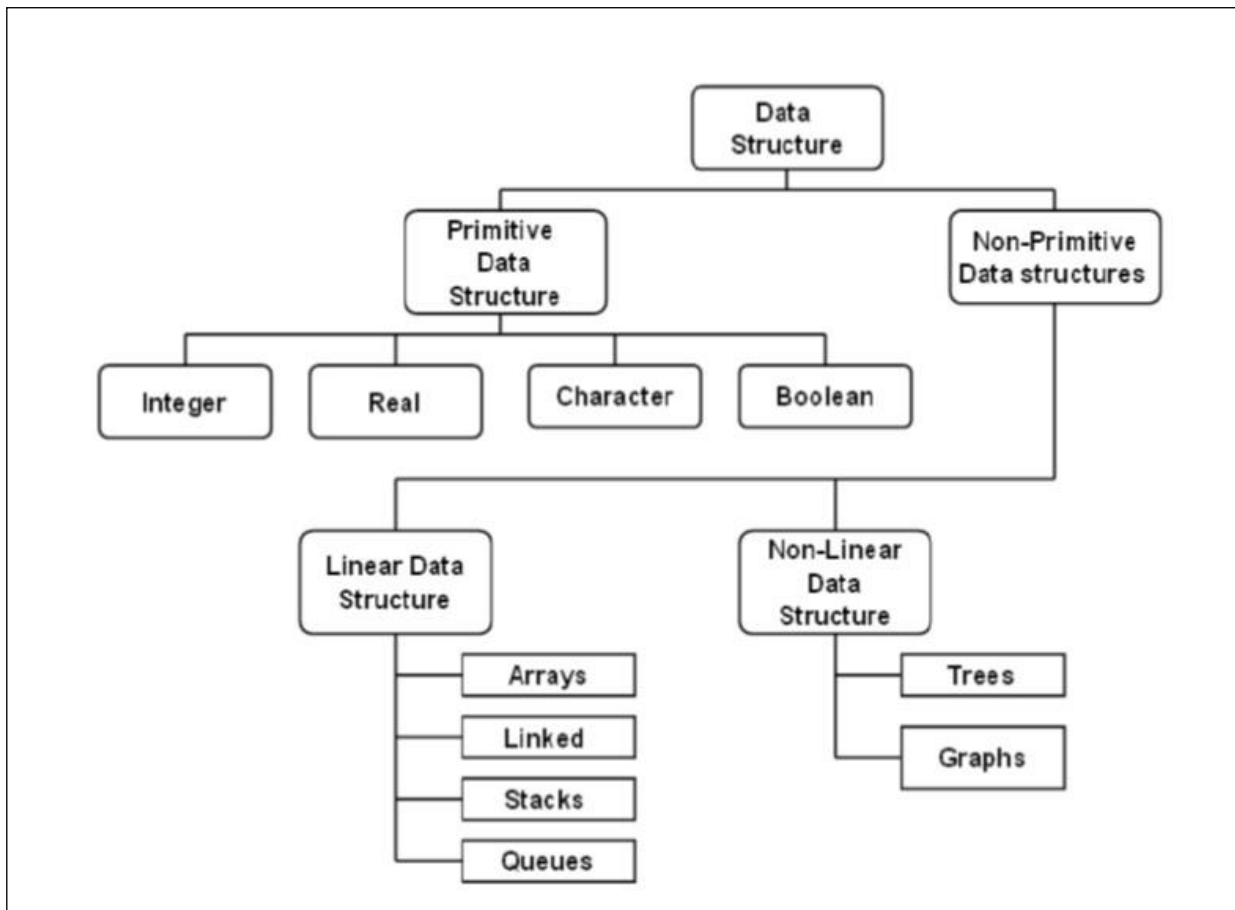 Data
Structure
Primitive
Data
Structure
Non-Primitive
Data structures
Integer
Real
Character
Boolean
Linear Data
Structure
Non-Linear
Data
Structure
Arrays
Linked
Stacks
Queues
Trees
Graphs